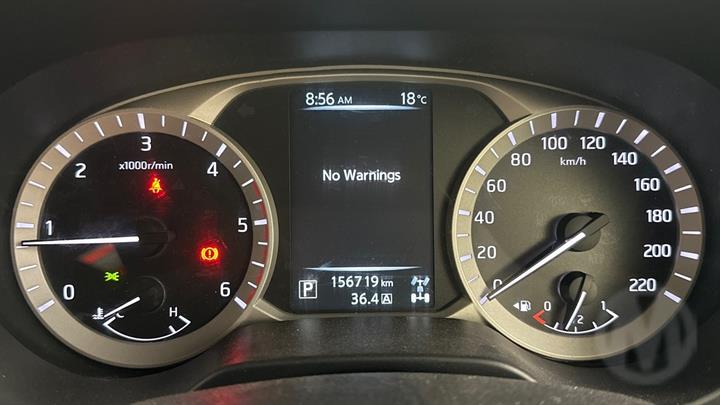 8:56 AM 18°C
No Warnings
156719 km
P
36.4 A
x1000r/min
0 1 2 3 4 5 6
C H
km/h
0 20 40 60 80 100 120 140 160 180 200 220
0 1/2 1
M